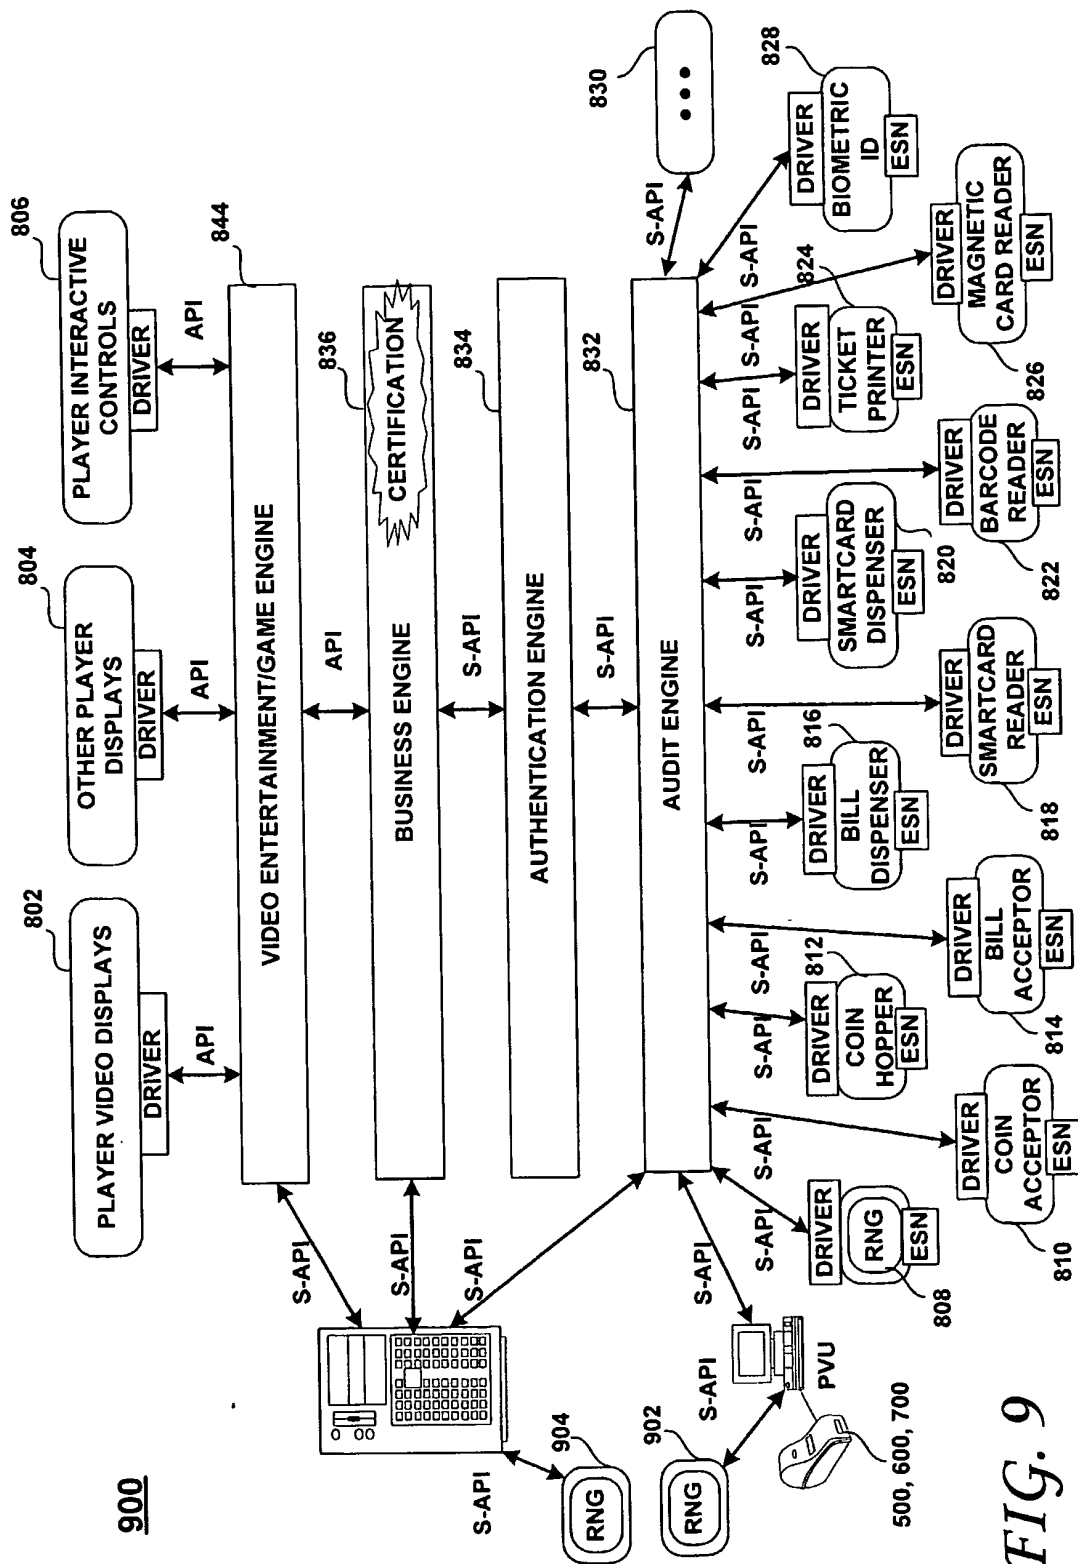 900
802
PLAYER VIDEO DISPLAYS
DRIVER
API
804
OTHER PLAYER
DISPLAYS
DRIVER
API
806
PLAYER INTERACTIVE
CONTROLS
DRIVER
API
844
VIDEO ENTERTAINMENT/GAME ENGINE
API
836
BUSINESS ENGINE
CERTIFICATION
S-API
834
AUTHENTICATION ENGINE
S-API
832
AUDIT ENGINE
S-API
S-API
S-API
S-API
RNG
904
RNG
902
S-API
S-API
PVU
500, 600, 700
S-API
DRIVER
RNG
ESN
808
S-API
DRIVER
COIN
ACCEPTOR
ESN
810
S-API
812
DRIVER
COIN
HOPPER
ESN
S-API
DRIVER
BILL
ACCEPTOR
ESN
814
S-API
816
DRIVER
BILL
DISPENSER
ESN
S-API
DRIVER
SMARTCARD
READER
ESN
818
S-API
DRIVER
SMARTCARD
DISPENSER
ESN
820
S-API
DRIVER
BARCODE
READER
ESN
822
S-API
824
DRIVER
TICKET
PRINTER
ESN
S-API
DRIVER
MAGNETIC
CARD READER
ESN
826
S-API
828
DRIVER
BIOMETRIC
ID
ESN
S-API
830
FIG. 9